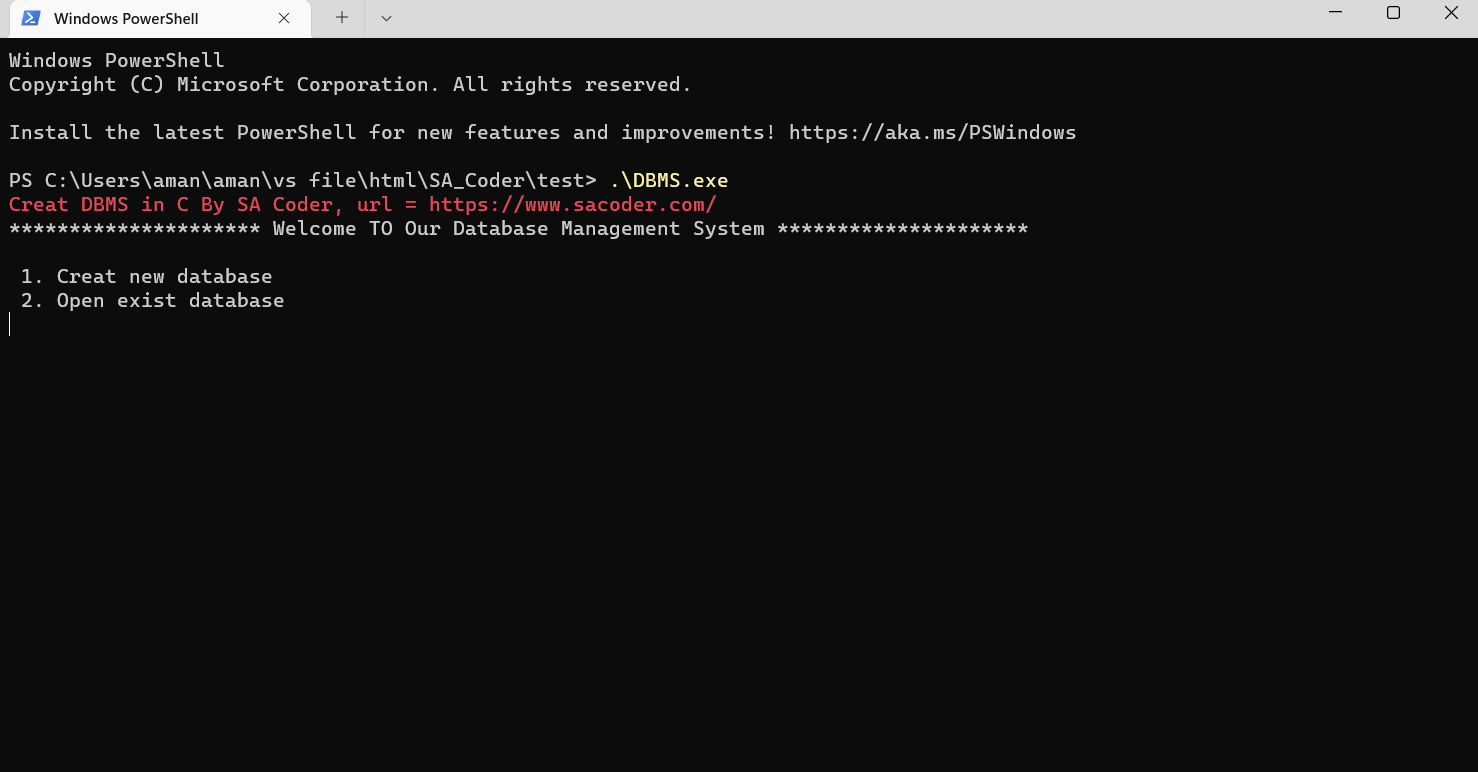 Windows PowerShell
Windows PowerShell
Copyright (C) Microsoft Corporation. All rights reserved.
Install the latest PowerShell for new features and improvements! https://aka.ms/PSWindows
PS C:\Users\aman\aman\vs file\html\SA_Coder\test> .\DBMS.exe
Creat DBMS in C By SA Coder, url = https://www.sacoder.com/
********************* Welcome TO Our Database Management System *********************
1. Creat new database
2. Open exist database